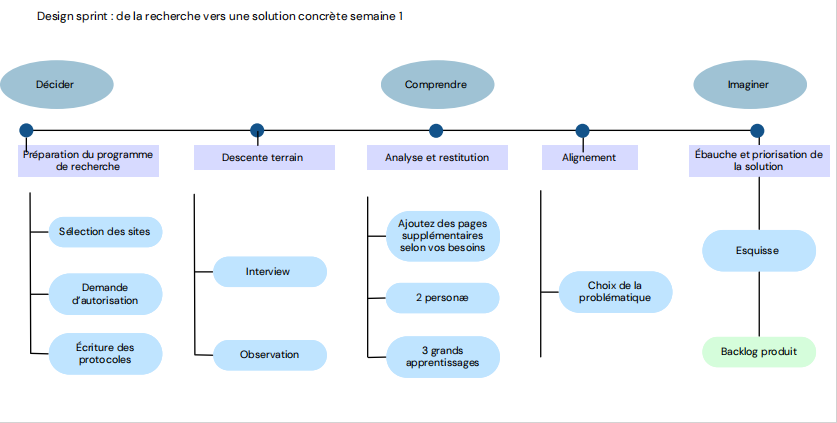 Design sprint : de la recherche vers une solution concrète semaine 1
Décider
Comprendre
Imaginer
Préparation du programme
de recherche
Descente terrain
Analyse et restitution
Alignement
Ébauche et priorisation de
la solution
Sélection des sites
Demande
d'autorisation
Écriture des
protocoles
Interview
Observation
Ajoutez des pages
supplémentaires
selon vos besoins
2 personæ
3 grands
apprentissages
Choix de la
problématique
Esquisse
Backlog produit